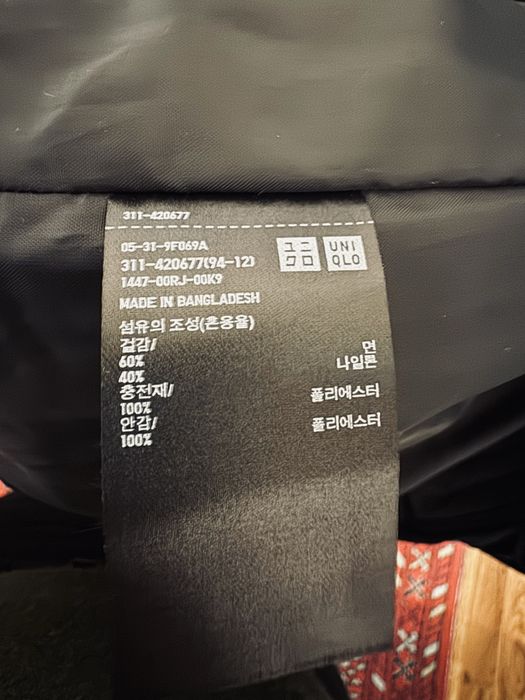 311-420677
05-31-9F069A
311-420677(94-12)
1447-00RJ-00K9
MADE IN BANGLADESH
ユニ
クロ
UNI
QLO
섬유의 조성(혼용율)
겉감/
면
60%
나일론
40%
충전재/
폴리에스터
100%
안감/
폴리에스터
100%